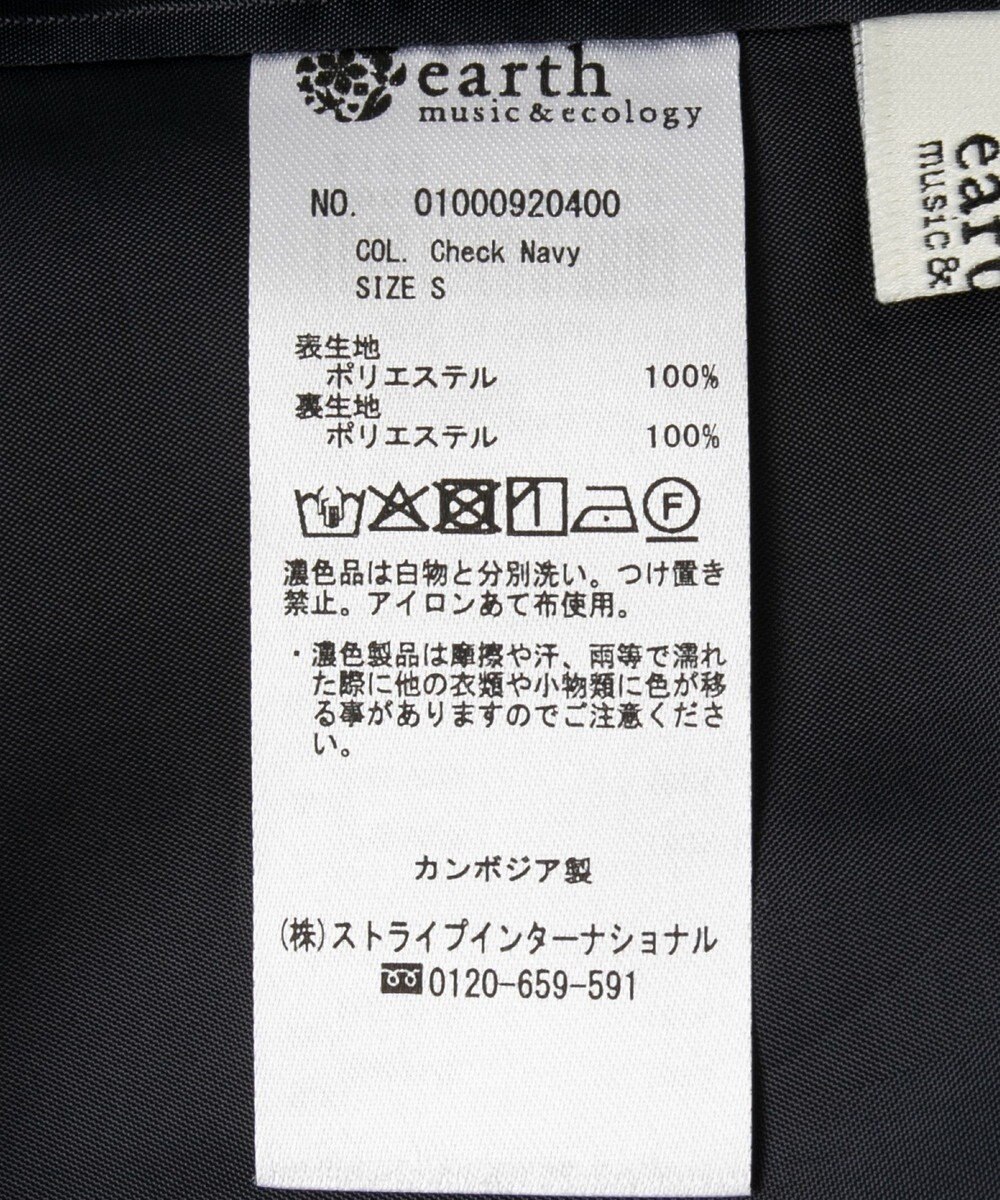 earth
music&ecology
NO. 01000920400
COL. Check Navy
SIZE S
表生地
ポリエステル 100%
裏生地
ポリエステル 100%
F
濃色品は白物と分別洗い。つけ置き
禁止。アイロンあて布使用。
・濃色製品は摩擦や汗、雨等で濡れ
た際に他の衣類や小物類に色が移
る事がありますのでご注意くださ
い。
カンボジア製
(株)ストライプインターナショナル
0120-659-591
ear
music&